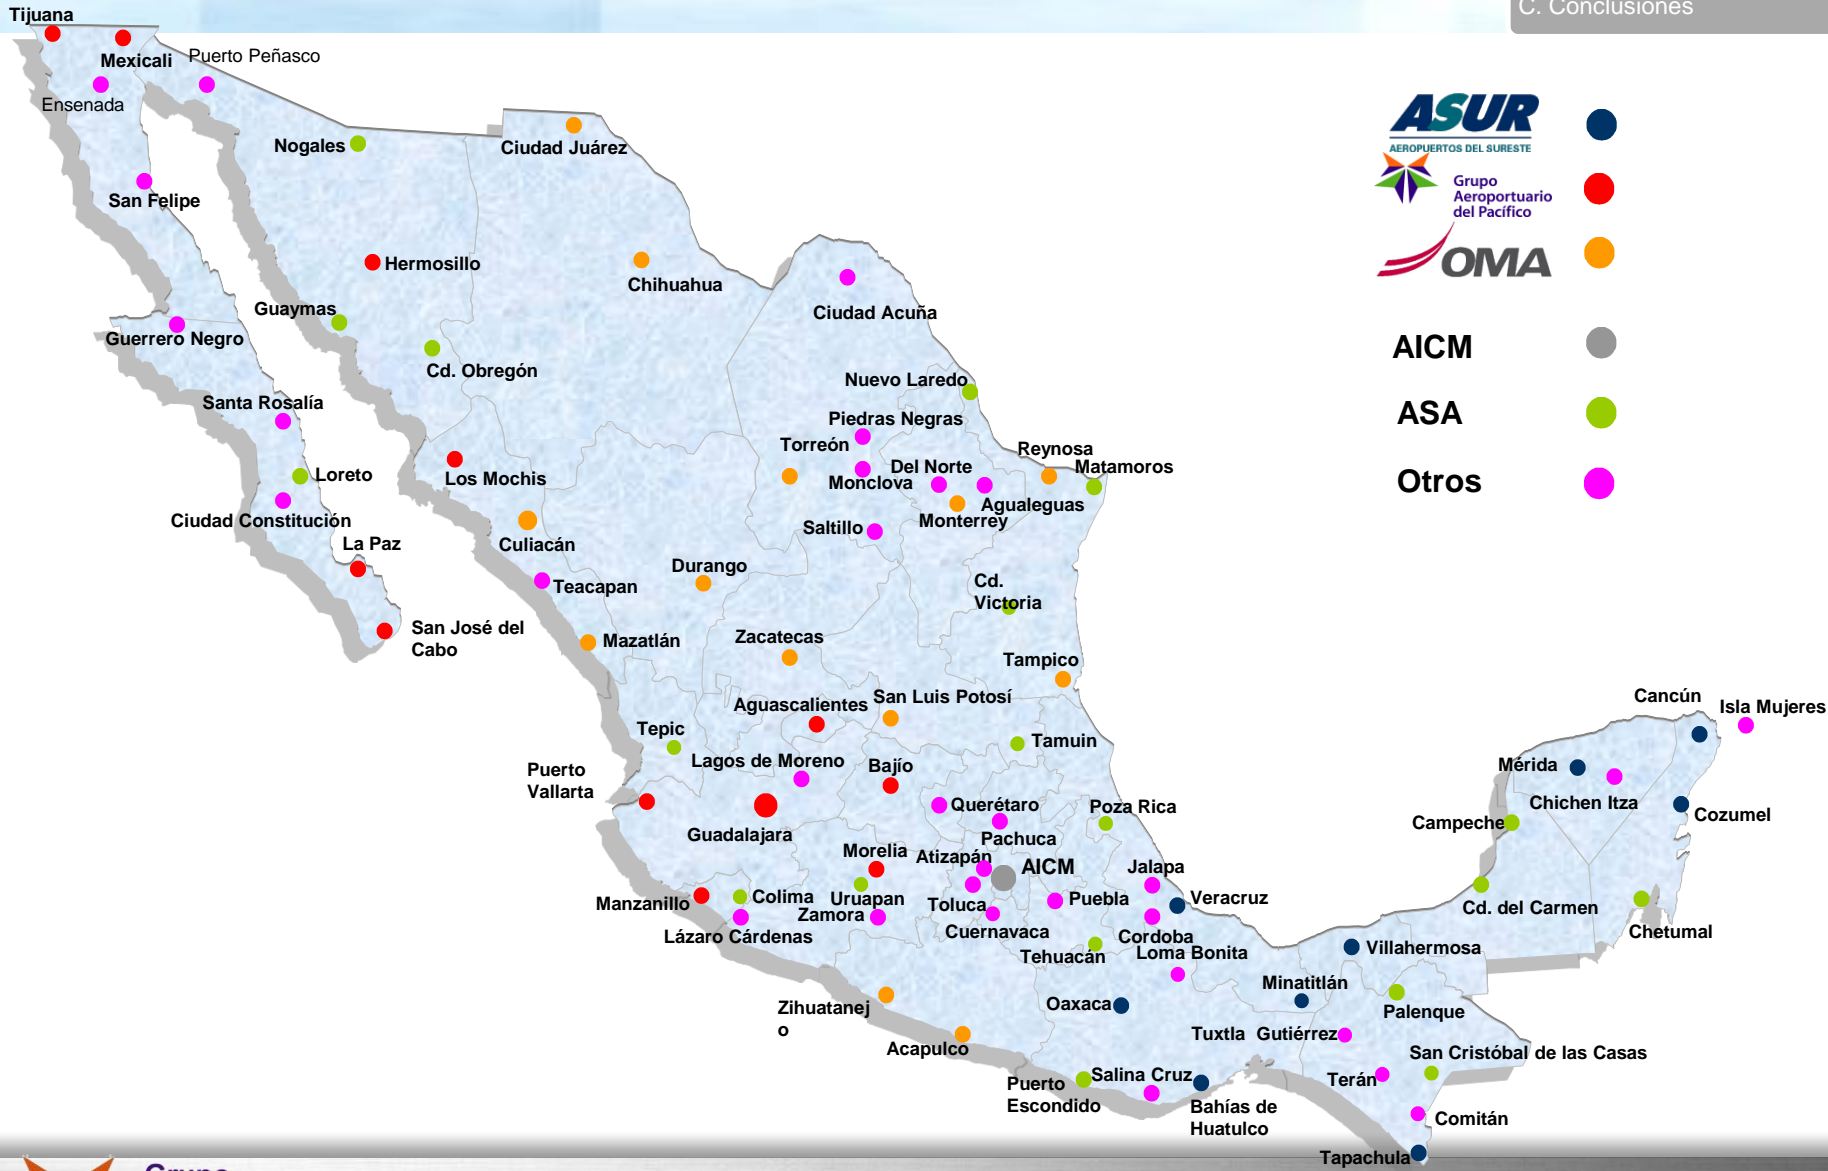 C. Conclusiones
Tijuana
Mexicali
Puerto Peñasco
Ensenada
Nogales
Ciudad Juárez
San Felipe
Hermosillo
Chihuahua
Ciudad Acuña
Guaymas
Guerrero Negro
Cd. Obregón
Nuevo Laredo
Santa Rosalía
Piedras Negras
Torreón
Reynosa
Loreto
Los Mochis
Monclova
Del Norte
Matamoros
Agualeguas
Ciudad Constitución
Saltillo
Monterrey
La Paz
Culiacán
Durango
Teacapan
Cd.
Victoria
San José del
Cabo
Mazatlán
Zacatecas
Tampico
Aguascalientes
San Luis Potosí
Tepic
Tamuin
Lagos de Moreno
Bajío
Puerto
Vallarta
Guadalajara
Querétaro
Poza Rica
Pachuca
Morelia
Atizapán
AICM
Jalapa
Manzanillo
Colima
Uruapan
Toluca
Puebla
Veracruz
Zamora
Lázaro Cárdenas
Cuernavaca
Cordoba
Tehuacán
Loma Bonita
Zihuatanej
o
Oaxaca
Minatitlán
Villahermosa
Acapulco
Tuxtla Gutiérrez
Palenque
Puerto
Escondido
Salina Cruz
San Cristóbal de las Casas
Terán
Bahías de
Huatulco
Comitán
Tapachula
Cancún
Isla Mujeres
Mérida
Chichen Itza
Cozumel
Campeche
Cd. del Carmen
Chetumal
ASUR
AEROPUERTOS DEL SURESTE
Grupo
Aeroportuario
del Pacífico
OMA
AICM
ASA
Otros
Grupo